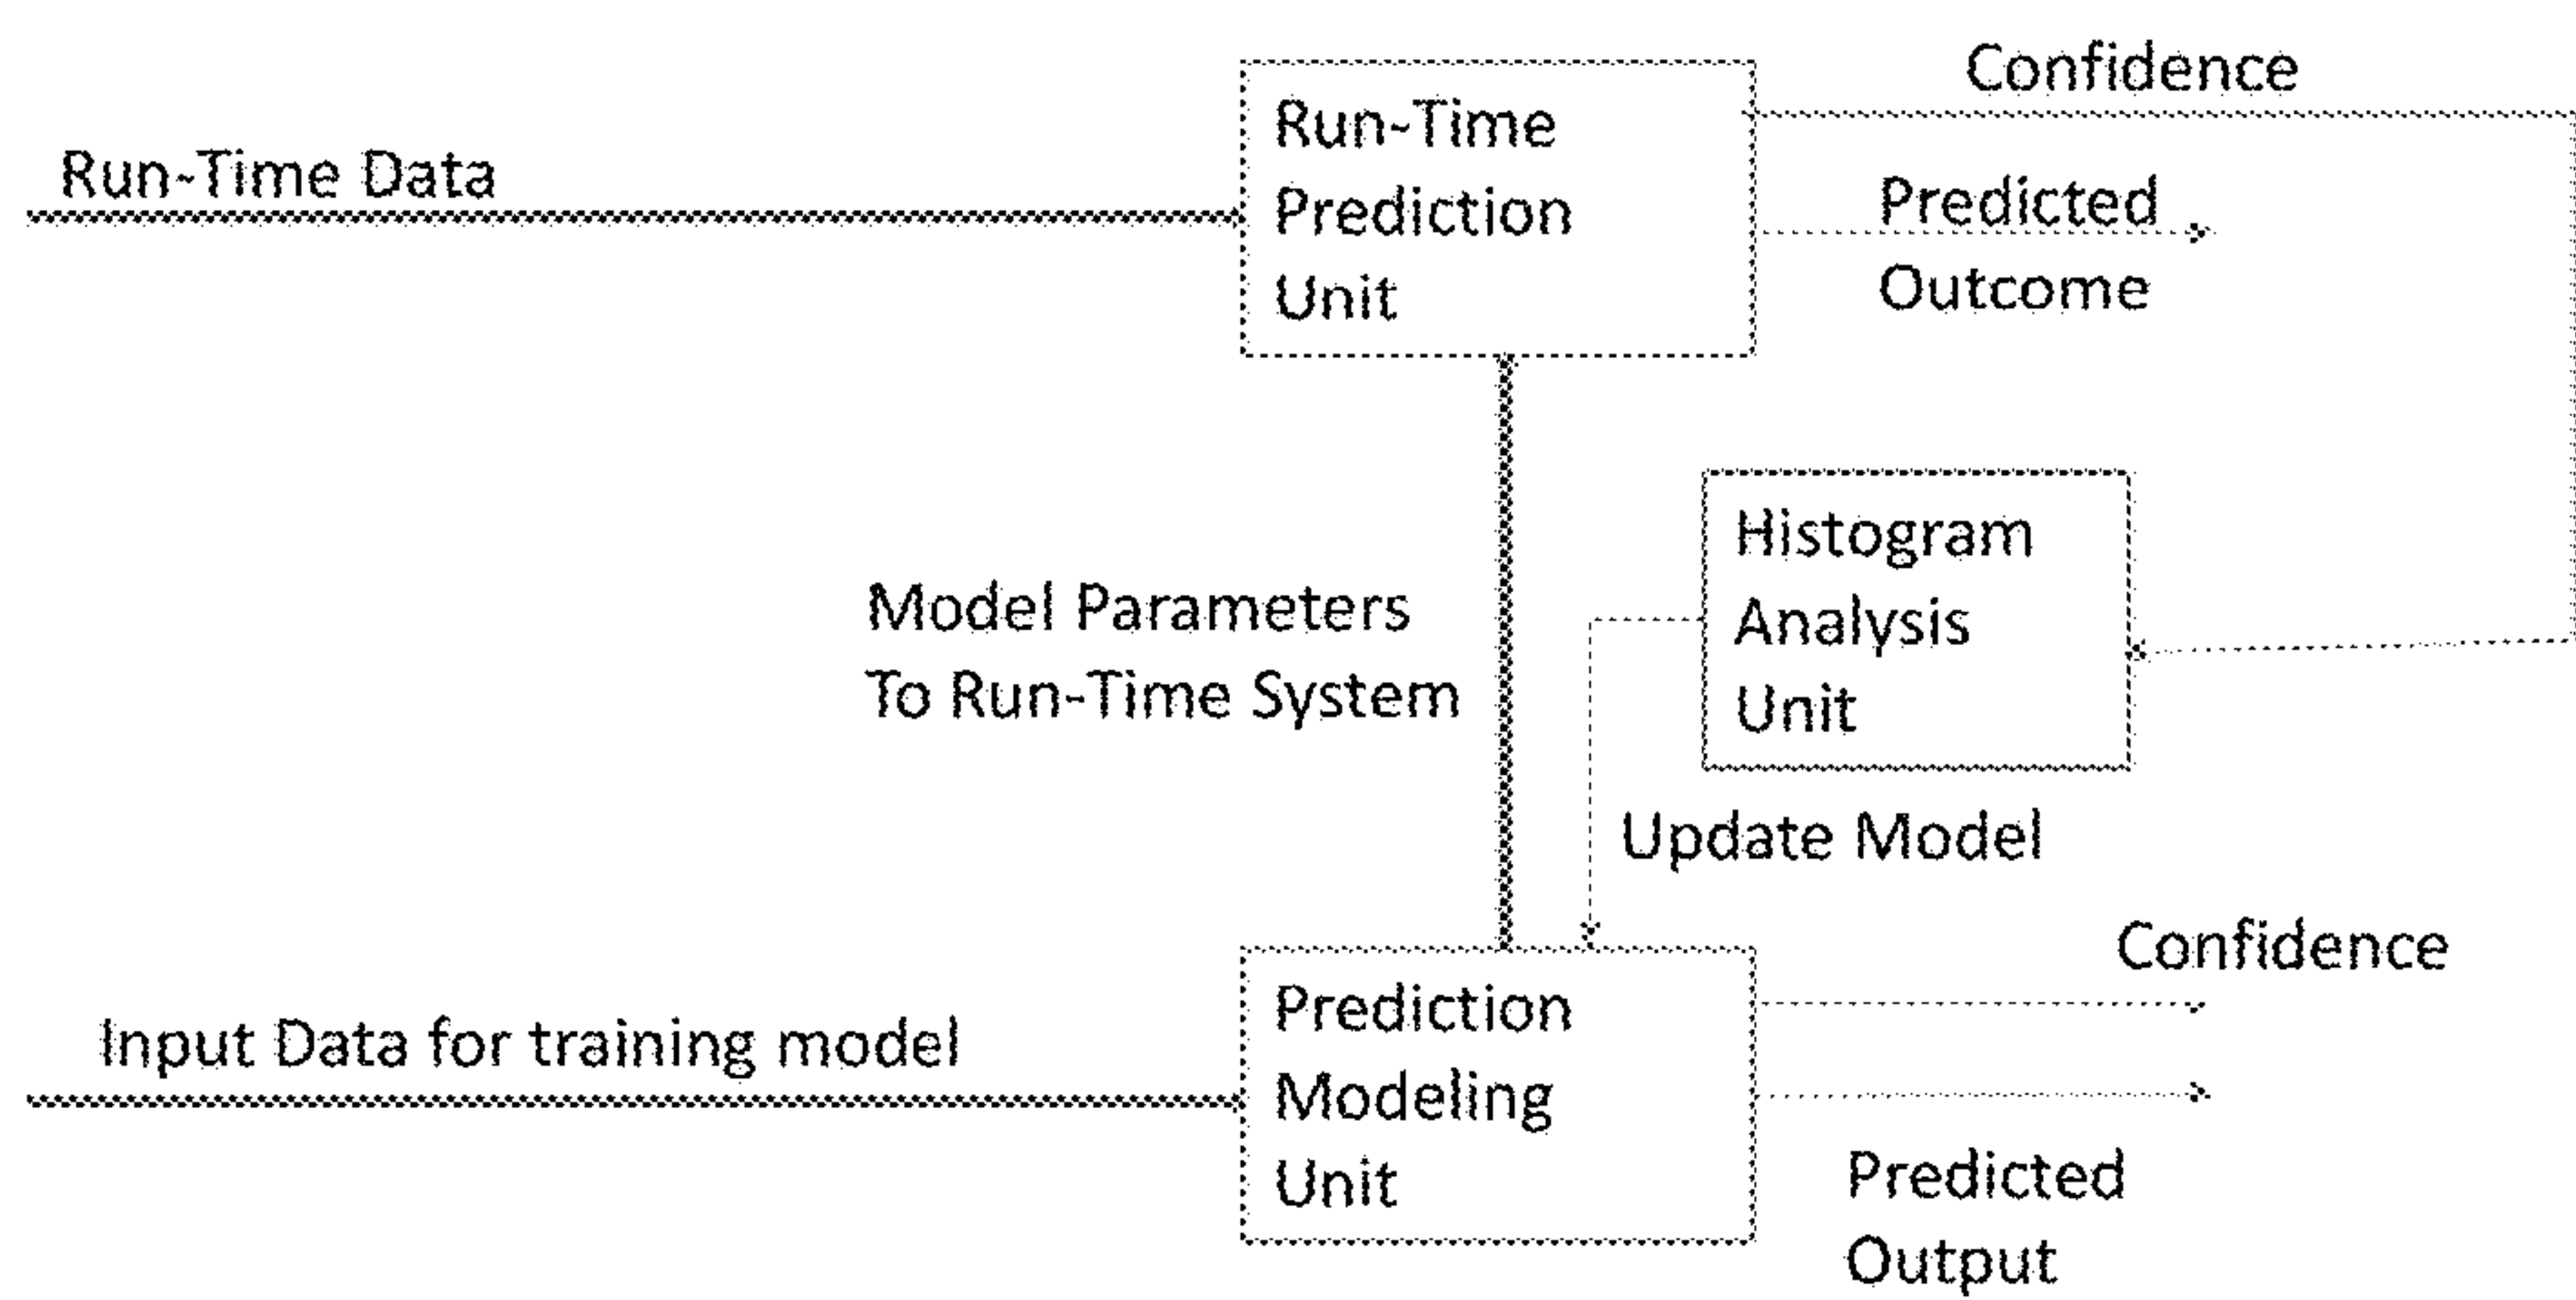 Confidence
Run-Time Data
Run-Time
Prediction
Unit
Predicted
Outcome
Model Parameters
To Run-Time System
Histogram
Analysis
Unit
Update Model
Input Data for training model
Prediction
Modeling
Unit
Confidence
Predicted
Output